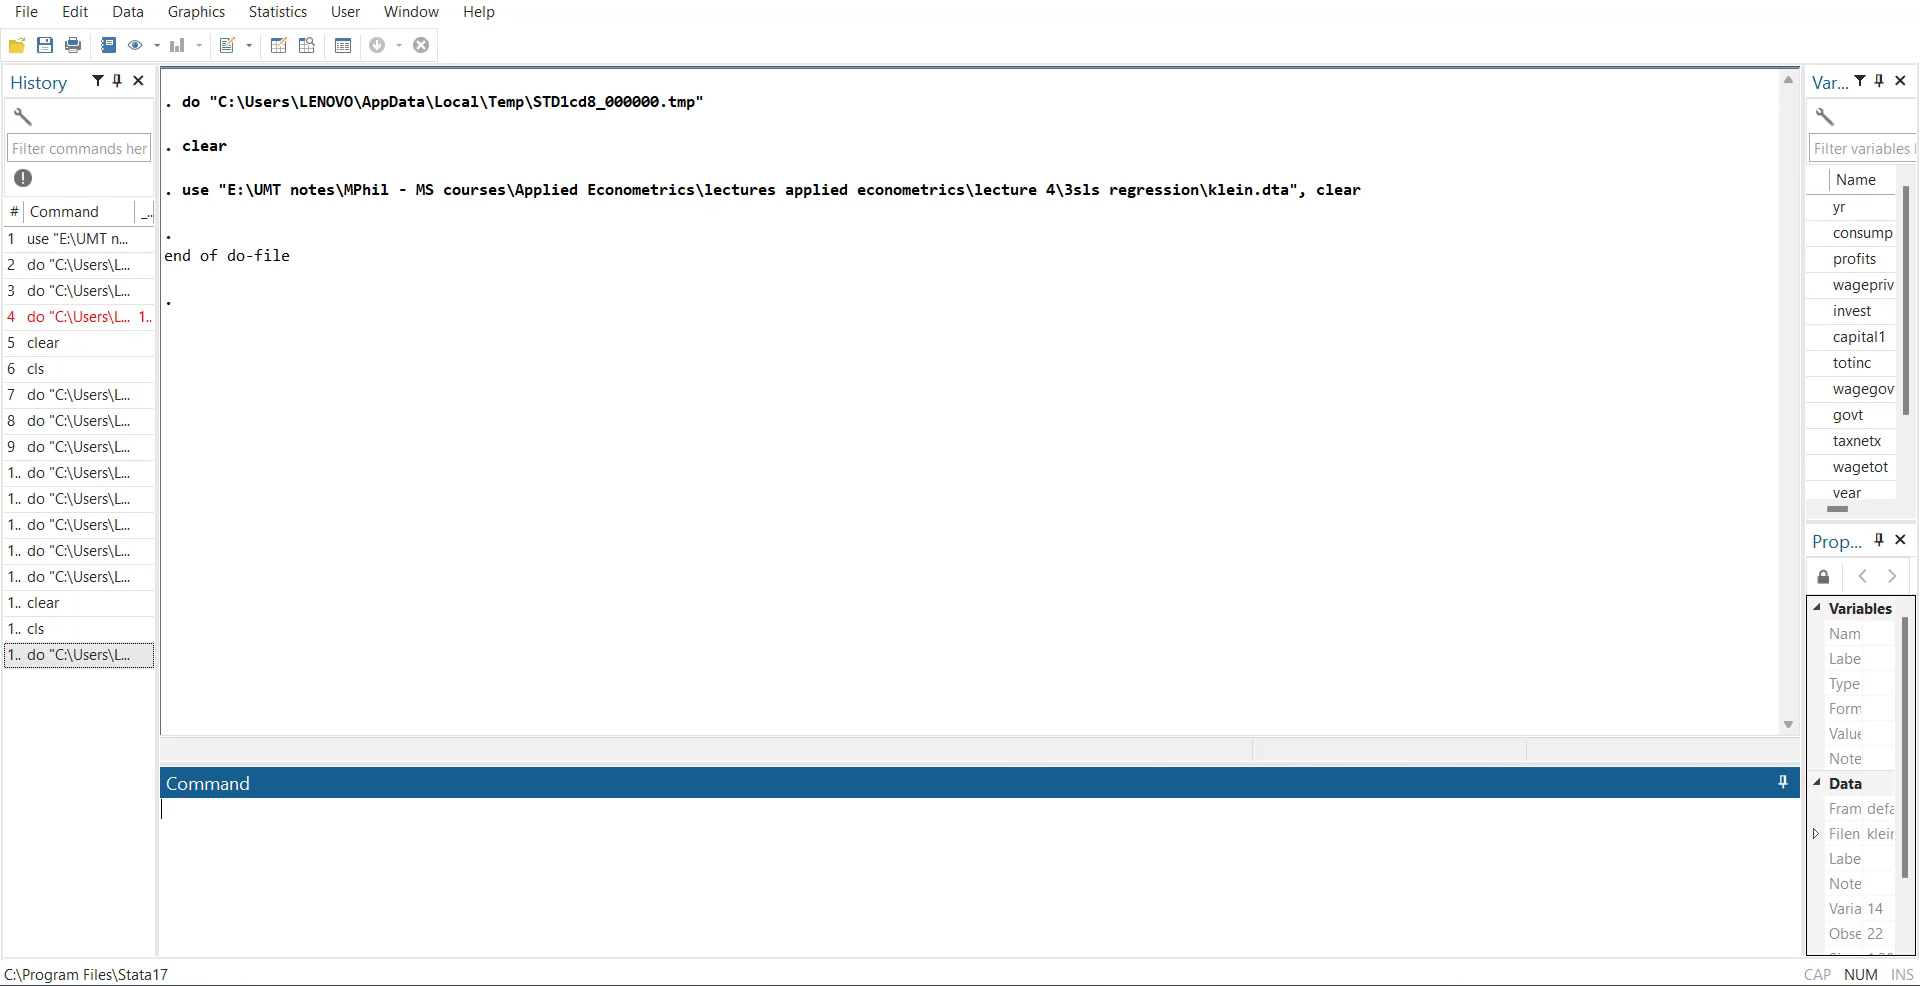 File Edit Data Graphics Statistics User Window Help
History
Filter commands her
# Command _..
1 use "E:\UMT n...
2 do "C:\Users\L...
3 do "C:\Users\L...
4 do "C:\Users\L... 1..
5 clear
6 cls
7 do "C:\Users\L...
8 do "C:\Users\L...
9 do "C:\Users\L...
1.. do "C:\Users\L...
1.. do "C:\Users\L...
1.. do "C:\Users\L...
1.. do "C:\Users\L...
1.. do "C:\Users\L...
1.. clear
1.. cls
1.. do "C:\Users\L...
. do "C:\Users\LENOVO\AppData\Local\Temp\STD1cd8_000000.tmp"
. clear
. use "E:\UMT notes\MPhil - MS courses\Applied Econometrics\lectures applied econometrics\lecture 4\3sls regression\klein.dta", clear
.
end of do-file
.
Command
Var...
Filter variables
Name
yr
consump
profits
wagepriv
invest
capital1
totinc
wagegov
govt
taxnetx
wagetot
year
Prop...
Variables
Nam
Labe
Type
Form
Value
Note
Data
Fram defa
Filen klein
Labe
Note
Varia 14
Obse 22
C:\Program Files\Stata17
CAP NUM INS